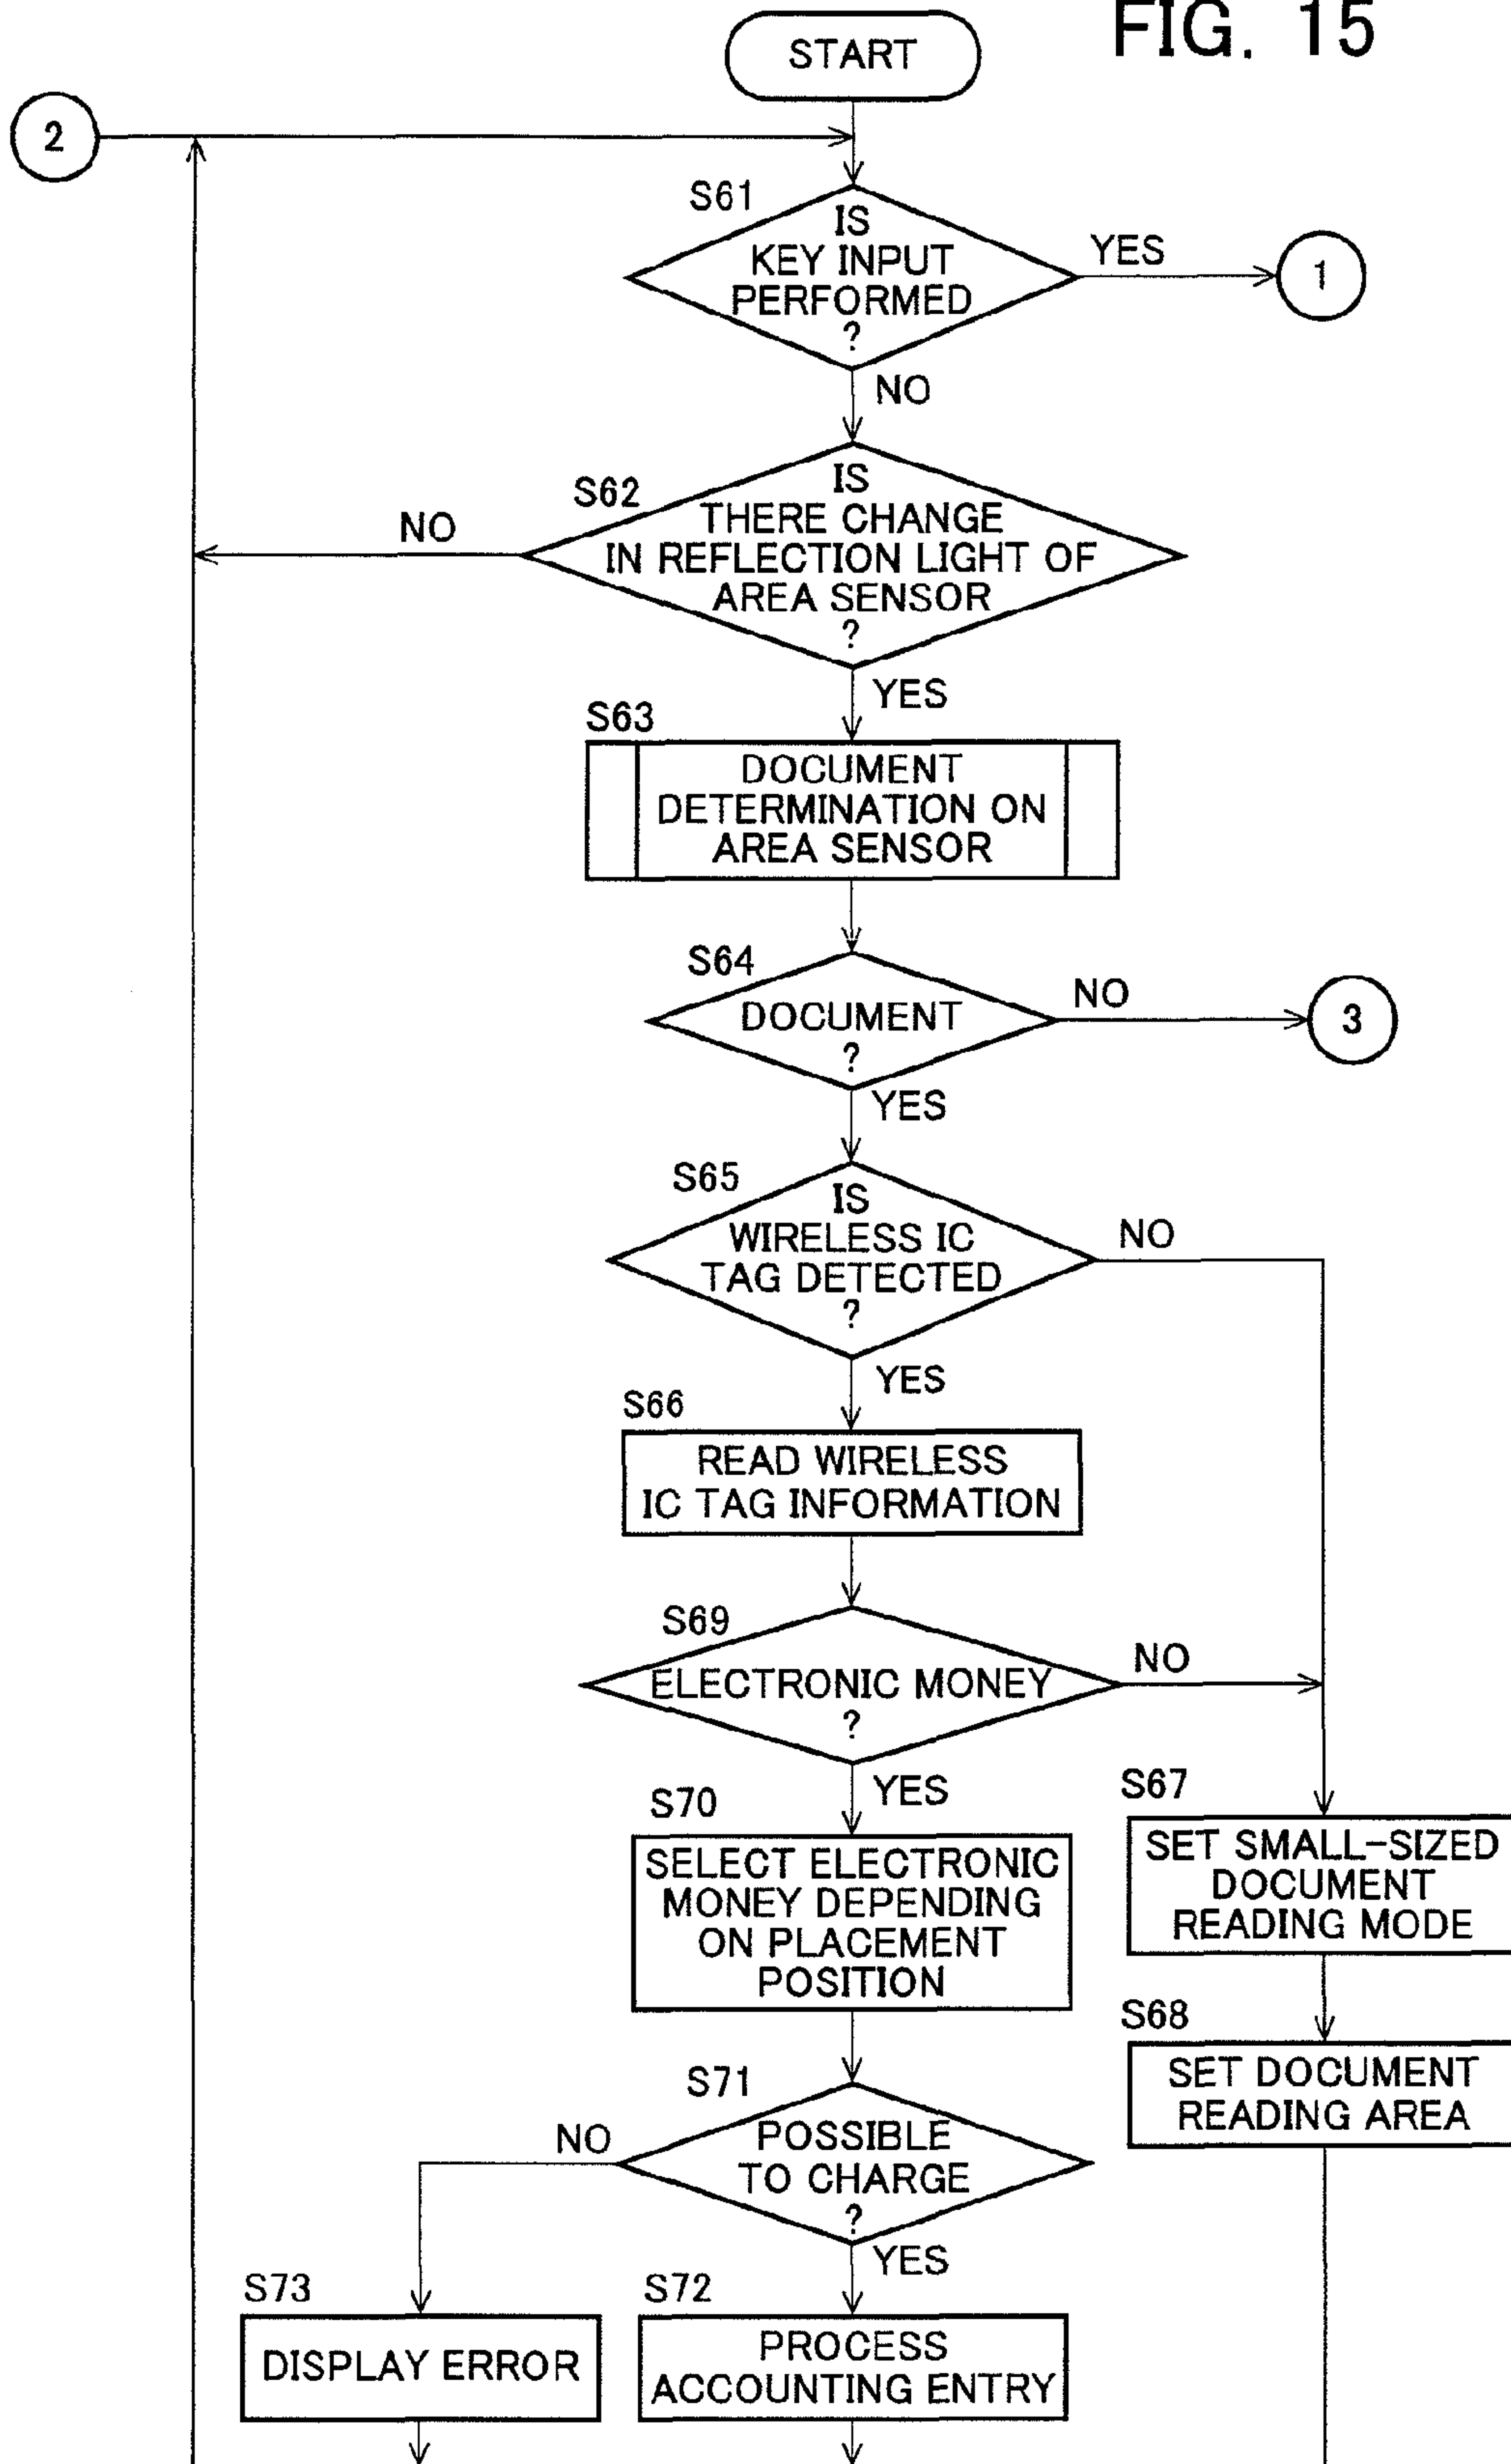 FIG. 15
START
2
S61
IS
KEY INPUT
PERFORMED
?
YES
1
NO
S62
IS
THERE CHANGE
IN REFLECTION LIGHT OF
AREA SENSOR
?
NO
YES
S63
DOCUMENT
DETERMINATION ON
AREA SENSOR
S64
DOCUMENT
?
NO
3
YES
S65
IS
WIRELESS IC
TAG DETECTED
?
NO
YES
S66
READ WIRELESS
IC TAG INFORMATION
S69
ELECTRONIC MONEY
?
NO
YES
S70
SELECT ELECTRONIC
MONEY DEPENDING
ON PLACEMENT
POSITION
S67
SET SMALL-SIZED
DOCUMENT
READING MODE
S68
SET DOCUMENT
READING AREA
S71
POSSIBLE
TO CHARGE
?
NO
YES
S73
DISPLAY ERROR
S72
PROCESS
ACCOUNTING ENTRY